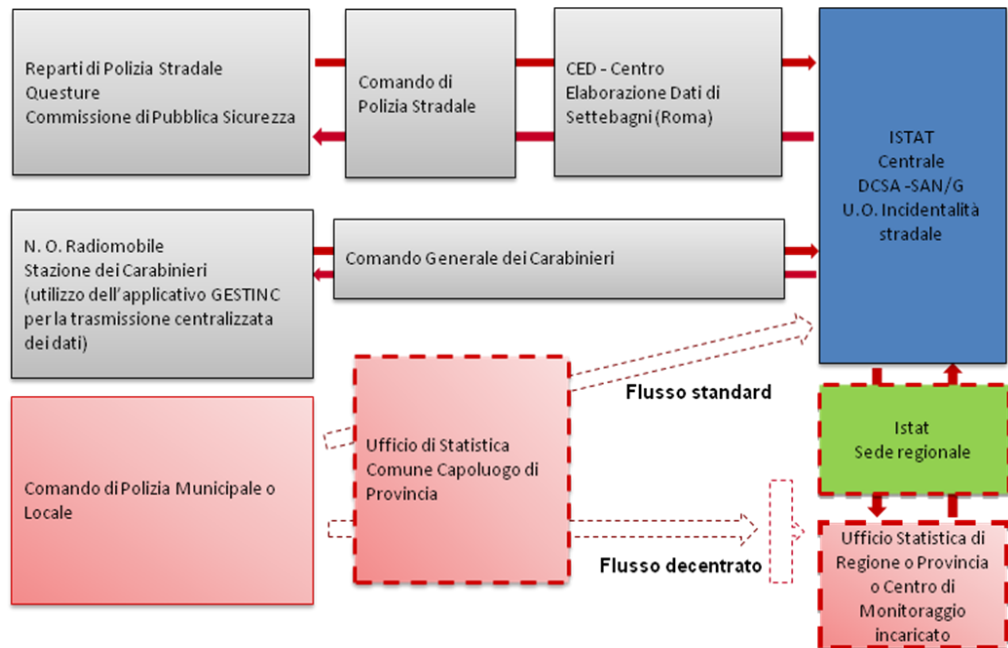 Reparti di Polizia Stradale
Questure
Commissione di Pubblica Sicurezza
Comando di
Polizia Stradale
CED - Centro
Elaborazione Dati di
Settebagni (Roma)
ISTAT
Centrale
DCSA -SAN/G
U.O. Incidentalità
stradale
N. O. Radiomobile
Stazione dei Carabinieri
(utilizzo dell'applicativo GESTINC
per la trasmissione centralizzata
dei dati)
Comando Generale dei Carabinieri
Flusso standard
Istat
Sede regionale
Comando di Polizia Municipale o
Locale
Ufficio di Statistica
Comune Capoluogo di
Provincia
Flusso decentrato
Ufficio Statistica di
Regione o Provincia
o Centro di
Monitoraggio
incaricato